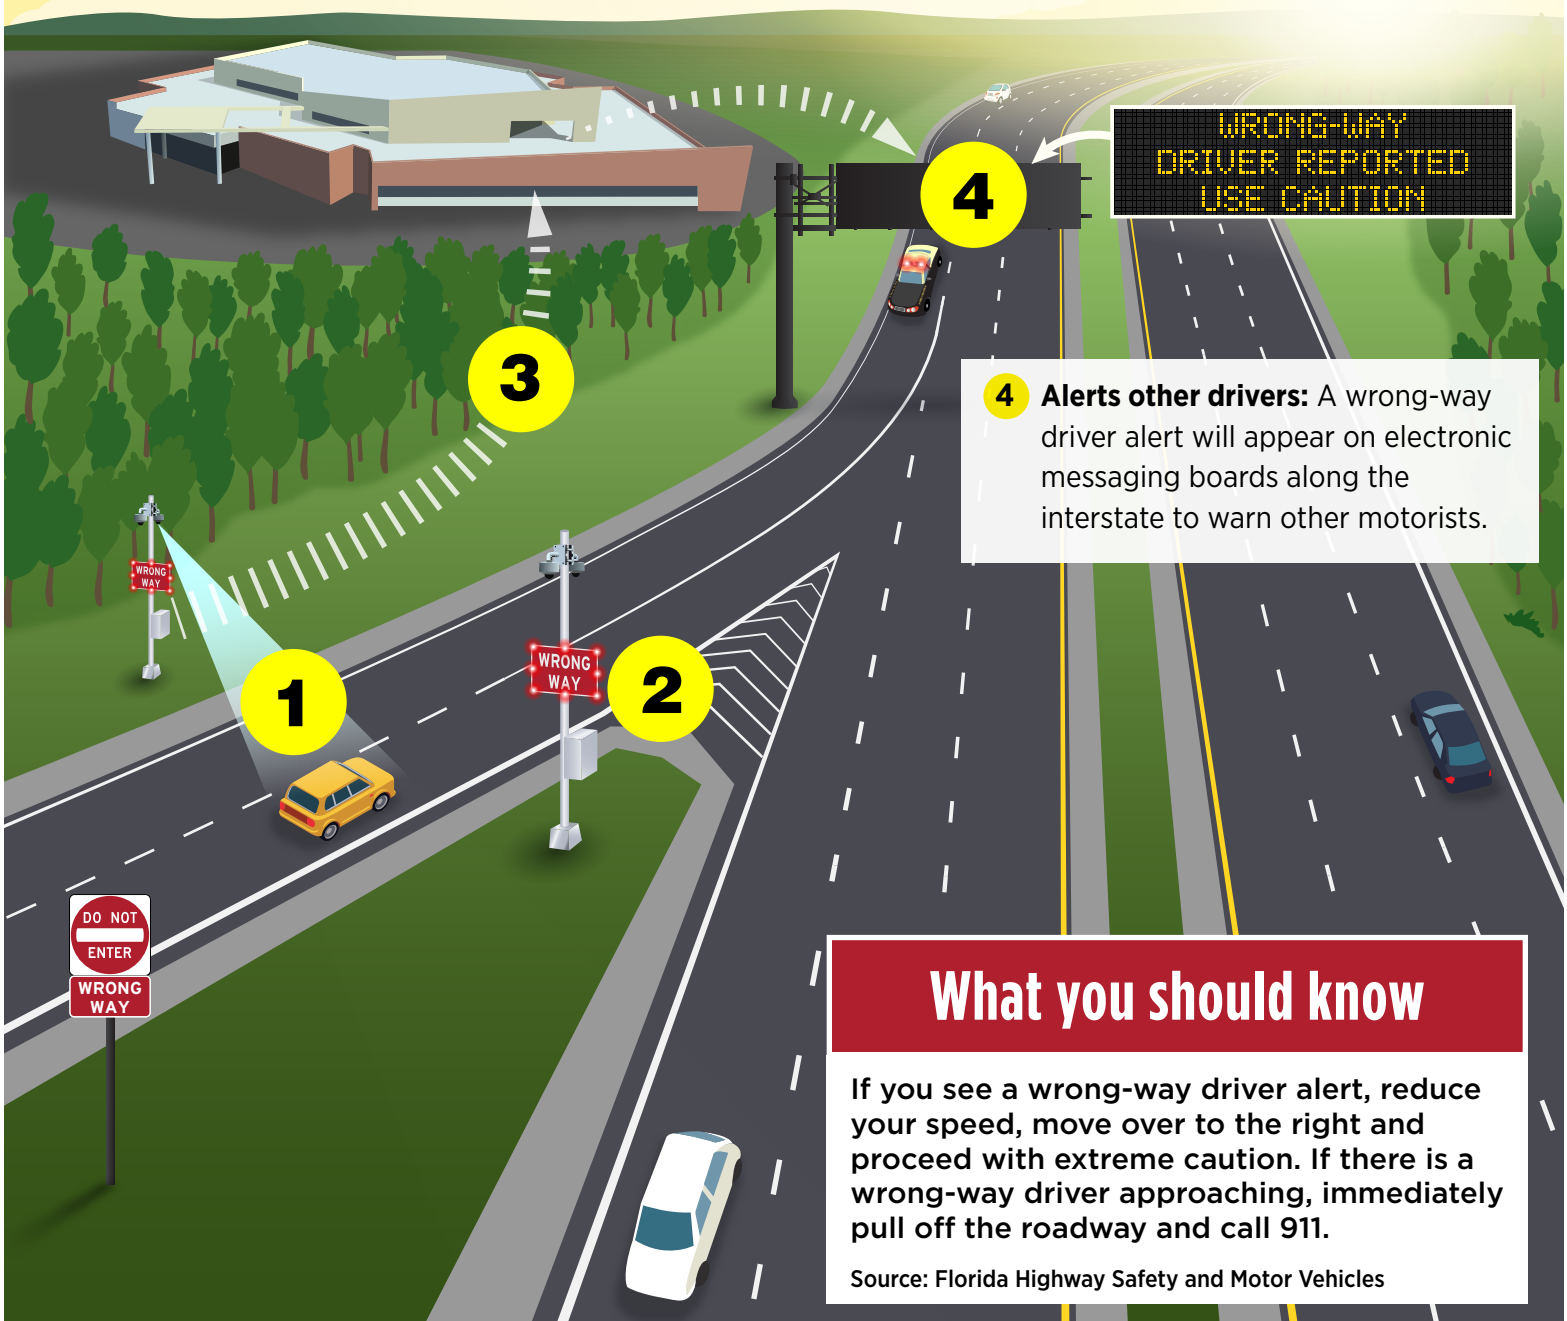 WRONG-WAY
DRIVER REPORTED
USE CAUTION
4
3
4 Alerts other drivers: A wrong-way
driver alert will appear on electronic
messaging boards along the
interstate to warn other motorists.
WRONG
WAY
WRONG
WAY
2
1
DO NOT
ENTER
WRONG
WAY
What you should know
If you see a wrong-way driver alert, reduce
your speed, move over to the right and
proceed with extreme caution. If there is a
wrong-way driver approaching, immediately
pull off the roadway and call 911.
Source: Florida Highway Safety and Motor Vehicles